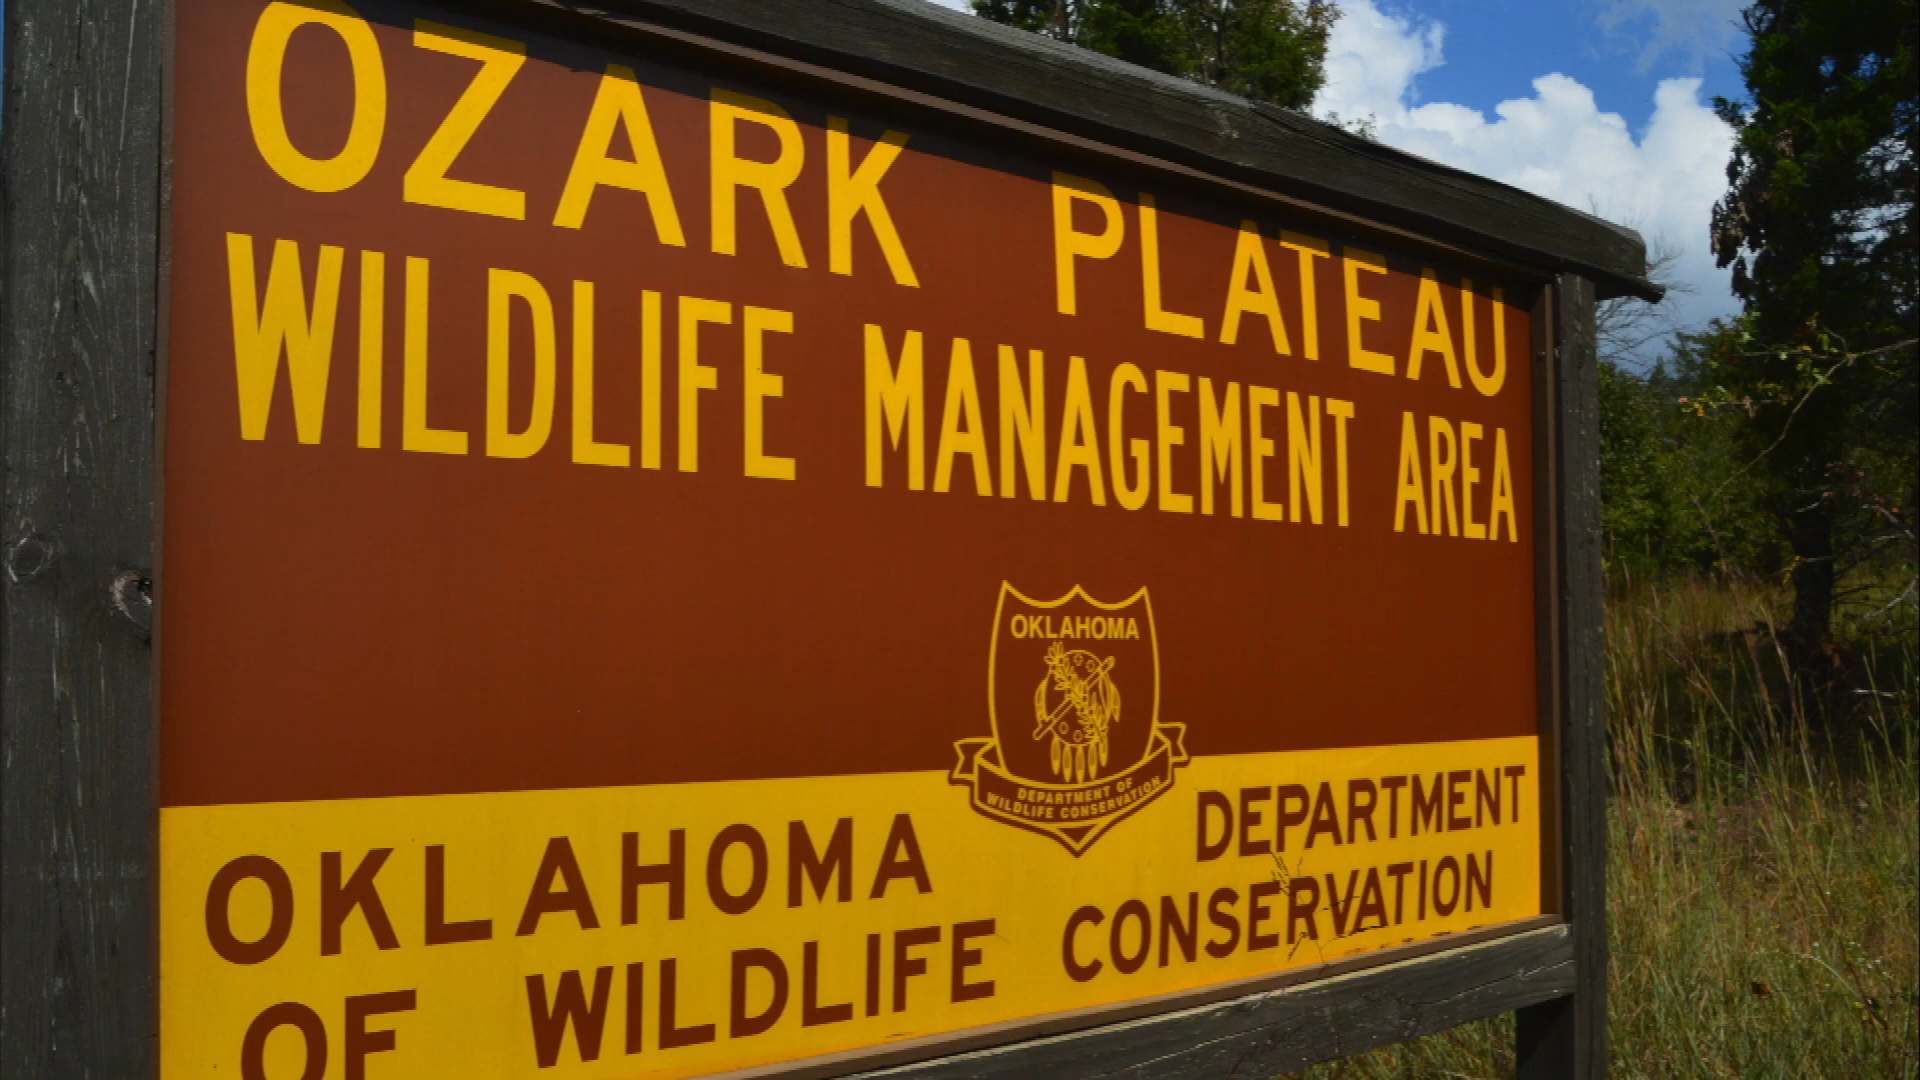 OZARK PLATEAU
WILDLIFE MANAGEMENT AREA
OKLAHOMA
DEPARTMENT OF
WILDLIFE CONSERVATION
OKLAHOMA DEPARTMENT
OF WILDLIFE CONSERVATION